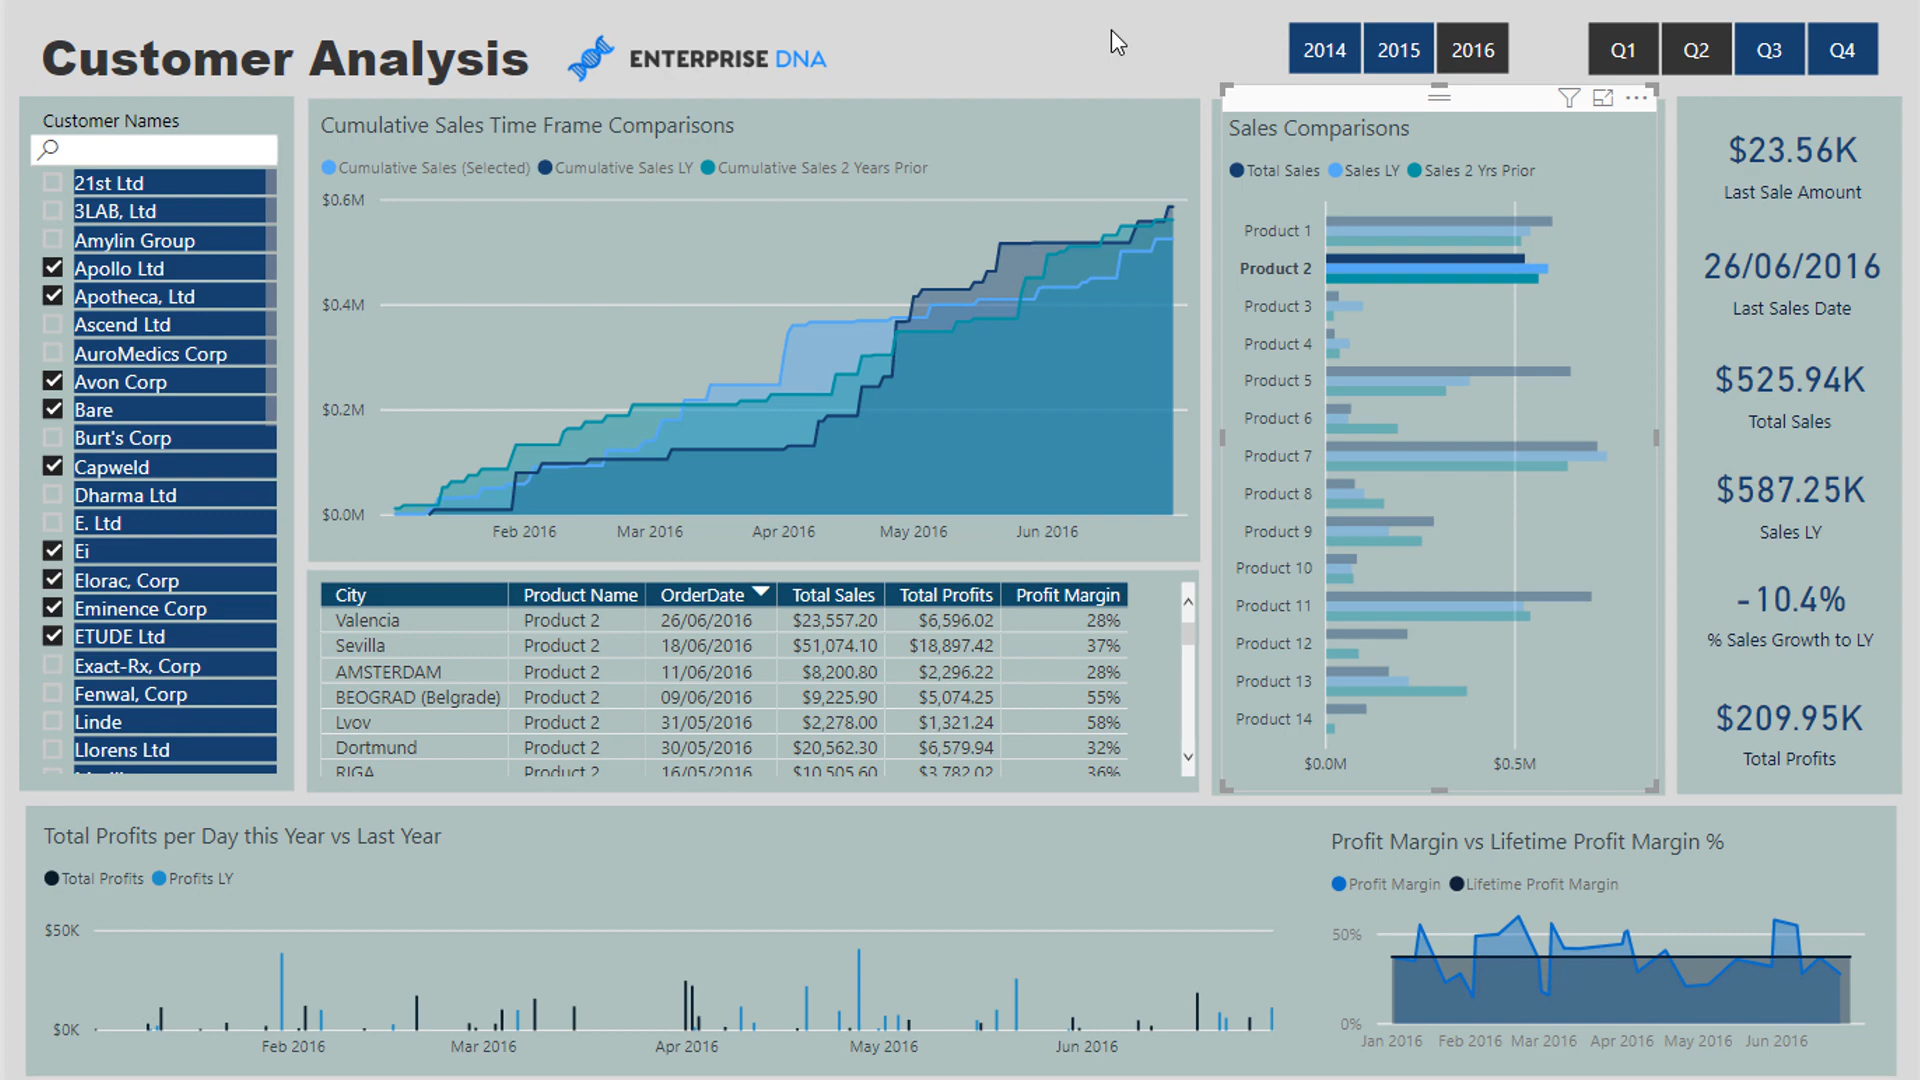 Customer Analysis
ENTERPRISE DNA
2014 2015 2016
Q1 Q2 Q3 Q4
Customer Names
21st Ltd
3LAB, Ltd
Amylin Group
Apollo Ltd
Apotheca, Ltd
Ascend Ltd
AuroMedics Corp
Avon Corp
Bare
Burt's Corp
Capweld
Dharma Ltd
E. Ltd
Ei
Elorac, Corp
Eminence Corp
ETUDE Ltd
Exact-Rx, Corp
Fenwal, Corp
Linde
Llorens Ltd
Cumulative Sales Time Frame Comparisons
Cumulative Sales (Selected) Cumulative Sales LY Cumulative Sales 2 Years Prior
$0.6M
$0.4M
$0.2M
$0.0M
Feb 2016 Mar 2016 Apr 2016 May 2016 Jun 2016
City Product Name OrderDate Total Sales Total Profits Profit Margin
Valencia Product 2 26/06/2016 $23,557.20 $6,596.02 28%
Sevilla Product 2 18/06/2016 $51,074.10 $18,897.42 37%
AMSTERDAM Product 2 11/06/2016 $8,200.80 $2,296.22 28%
BEOGRAD (Belgrade) Product 2 09/06/2016 $9,225.90 $5,074.25 55%
Lvov Product 2 31/05/2016 $2,278.00 $1,321.24 58%
Dortmund Product 2 30/05/2016 $20,562.30 $6,579.94 32%
RIGA Product 2 16/05/2016 $10,505.60 $3,782.02 36%
Sales Comparisons
Total Sales Sales LY Sales 2 Yrs Prior
Product 1
Product 2
Product 3
Product 4
Product 5
Product 6
Product 7
Product 8
Product 9
Product 10
Product 11
Product 12
Product 13
Product 14
$0.0M $0.5M
$23.56K
Last Sale Amount
26/06/2016
Last Sales Date
$525.94K
Total Sales
$587.25K
Sales LY
-10.4%
% Sales Growth to LY
$209.95K
Total Profits
Total Profits per Day this Year vs Last Year
Total Profits Profits LY
$50K
$0K
Feb 2016 Mar 2016 Apr 2016 May 2016 Jun 2016
Profit Margin vs Lifetime Profit Margin %
Profit Margin Lifetime Profit Margin
50%
0%
Jan 2016 Feb 2016 Mar 2016 Apr 2016 May 2016 Jun 2016